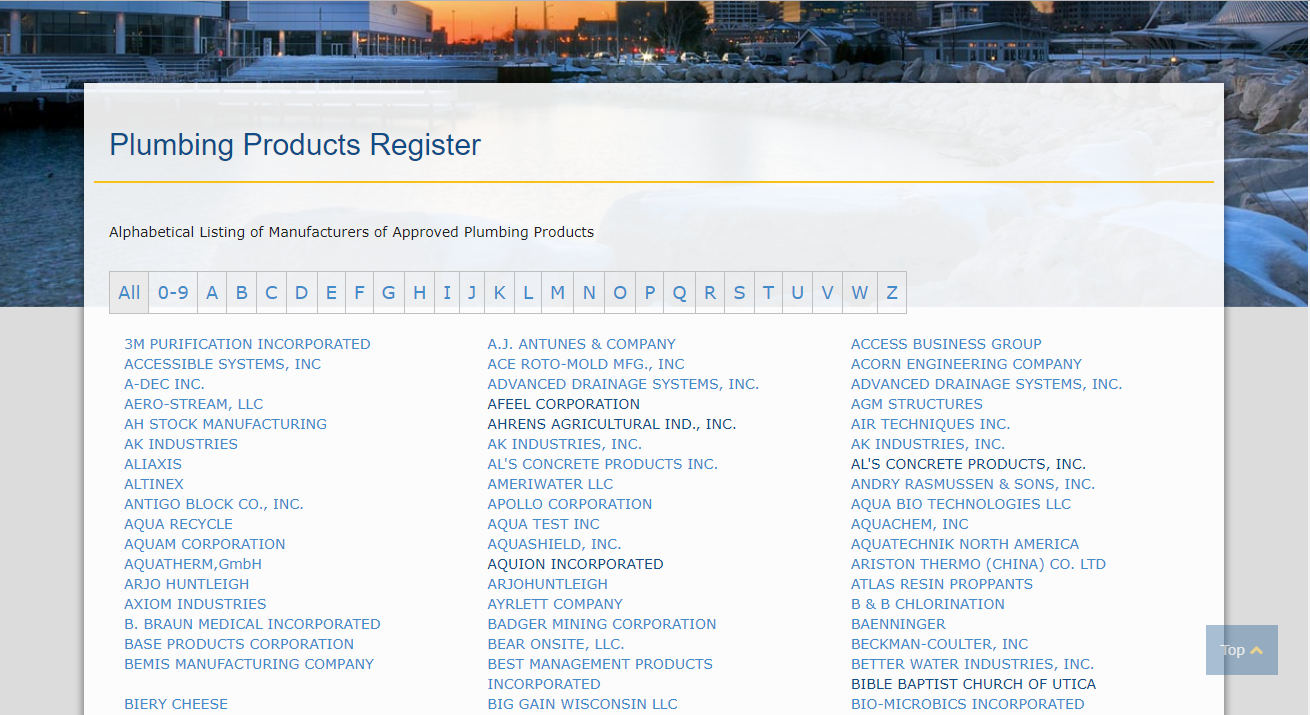 Plumbing Products Register
Alphabetical Listing of Manufacturers of Approved Plumbing Products
All 0-9 A B C D E F G H I J K L M N O P Q R S T U V W Z
3M PURIFICATION INCORPORATED A.J. ANTUNES & COMPANY ACCESS BUSINESS GROUP
ACCESSIBLE SYSTEMS, INC ACE ROTO-MOLD MFG., INC ACORN ENGINEERING COMPANY
A-DEC INC. ADVANCED DRAINAGE SYSTEMS, INC. ADVANCED DRAINAGE SYSTEMS, INC.
AERO-STREAM, LLC AFEEL CORPORATION AGM STRUCTURES
AH STOCK MANUFACTURING AHRENS AGRICULTURAL IND., INC. AIR TECHNIQUES INC.
AK INDUSTRIES AK INDUSTRIES, INC. AK INDUSTRIES, INC.
ALIAXIS AL'S CONCRETE PRODUCTS INC. AL'S CONCRETE PRODUCTS, INC.
ALTINEX AMERIWATER LLC ANDRY RASMUSSEN & SONS, INC.
ANTIGO BLOCK CO., INC. APOLLO CORPORATION AQUA BIO TECHNOLOGIES LLC
AQUA RECYCLE AQUA TEST INC AQUACHEM, INC
AQUAM CORPORATION AQUASHIELD, INC. AQUATECHNIK NORTH AMERICA
AQUATHERM,GmbH AQUION INCORPORATED ARISTON THERMO (CHINA) CO. LTD
ARJO HUNTLEIGH ARJOHUNTLEIGH ATLAS RESIN PROPPANTS
AXIOM INDUSTRIES AYRLETT COMPANY B & B CHLORINATION
B. BRAUN MEDICAL INCORPORATED BADGER MINING CORPORATION BAENNINGER
BASE PRODUCTS CORPORATION BEAR ONSITE, LLC. BECKMAN-COULTER, INC
Top
BEMIS MANUFACTURING COMPANY BEST MANAGEMENT PRODUCTS BETTER WATER INDUSTRIES, INC.
INCORPORATED BIBLE BAPTIST CHURCH OF UTICA
BIERY CHEESE BIG GAIN WISCONSIN LLC BIO-MICROBICS INCORPORATED